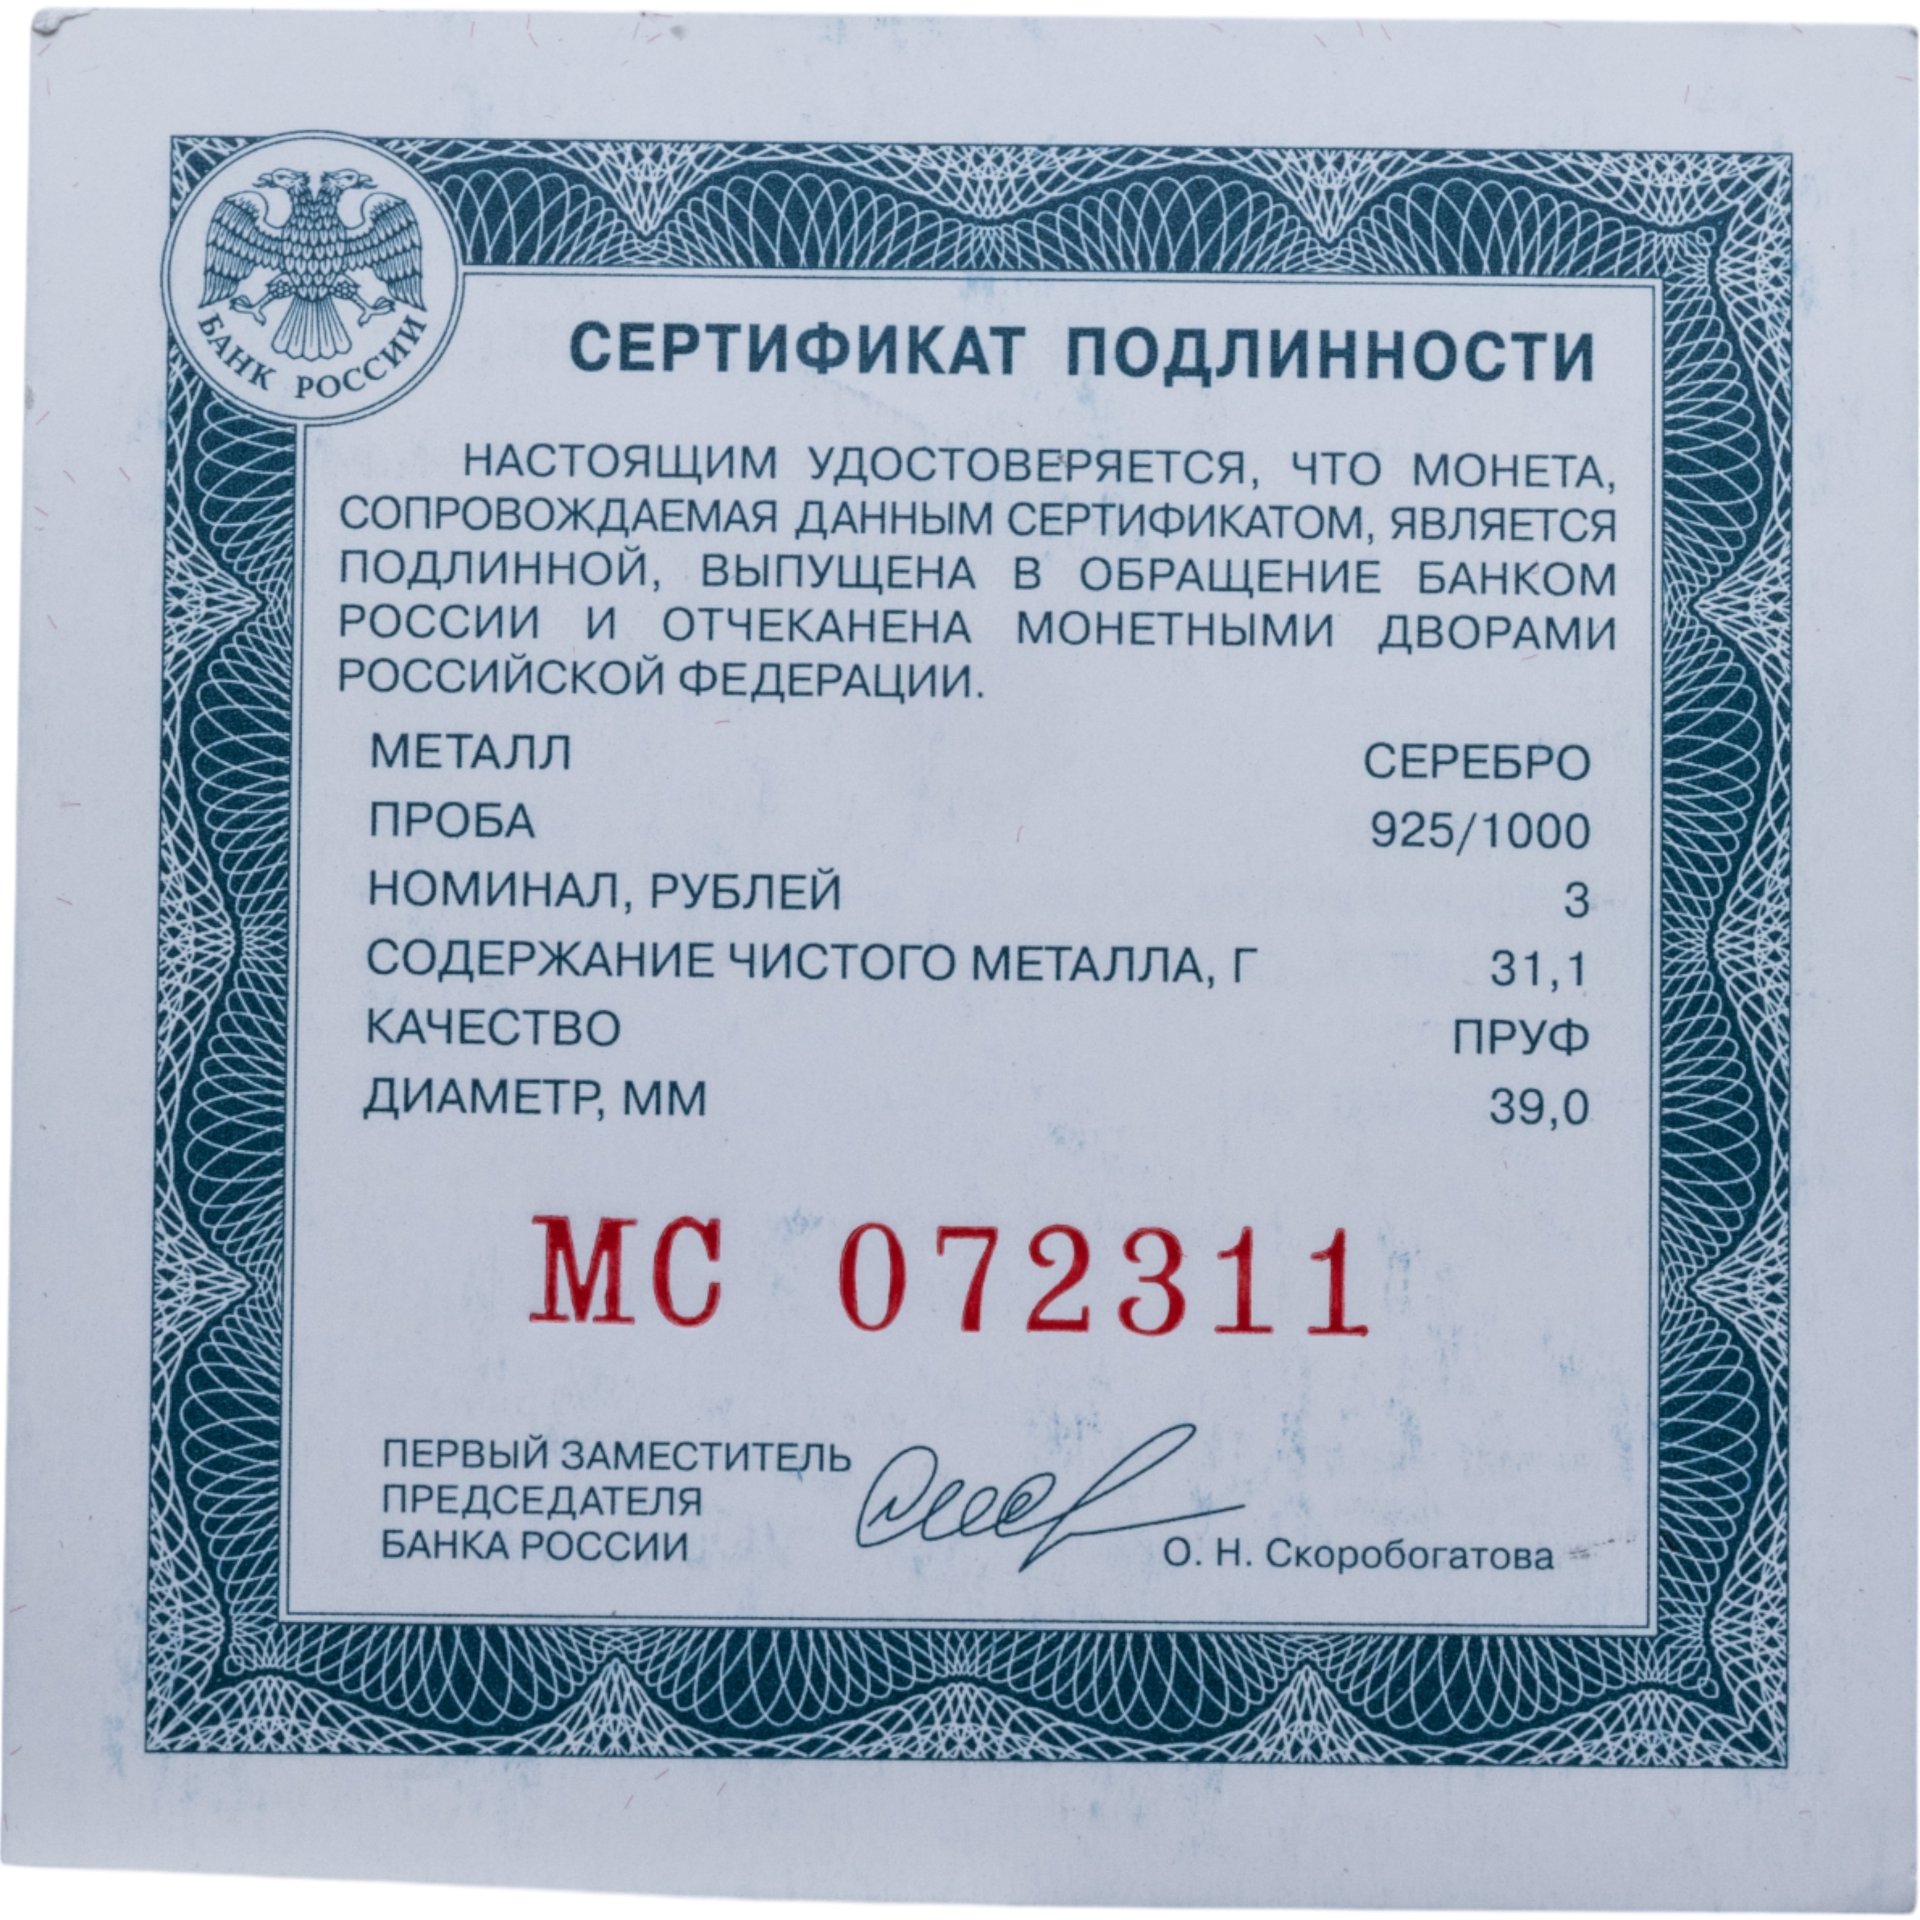 БАНК РОССИИ
СЕРТИФИКАТ ПОДЛИННОСТИ
НАСТОЯЩИМ УДОСТОВЕРЯЕТСЯ, ЧТО МОНЕТА,
СОПРОВОЖДАЕМАЯ ДАННЫМ СЕРТИФИКАТОМ, ЯВЛЯЕТСЯ
ПОДЛИННОЙ, ВЫПУЩЕНА В ОБРАЩЕНИЕ БАНКОМ
РОССИИ И ОТЧЕКАНЕНА МОНЕТНЫМИ ДВОРАМИ
РОССИЙСКОЙ ФЕДЕРАЦИИ.
МЕТАЛЛ СЕРЕБРО
ПРОБА 925/1000
НОМИНАЛ, РУБЛЕЙ 3
СОДЕРЖАНИЕ ЧИСТОГО МЕТАЛЛА, Г 31,1
КАЧЕСТВО ПРУФ
ДИАМЕТР, ММ 39,0
МС 072311
ПЕРВЫЙ ЗАМЕСТИТЕЛЬ
ПРЕДСЕДАТЕЛЯ
БАНКА РОССИИ
О. Н. Скоробогатова